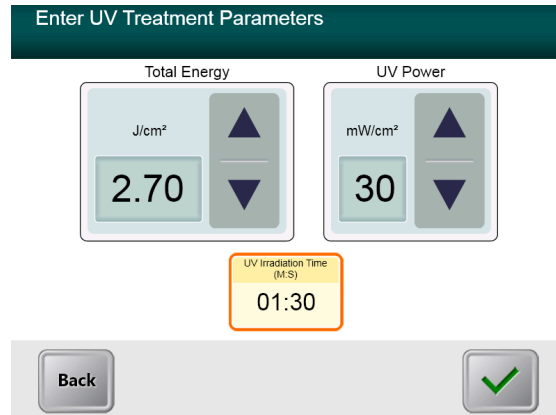 Enter UV Treatment Parameters
Total Energy
UV Power
J/cm²
mW/cm²
2.70
30
UV Irradiation Time
(M:S)
01:30
Back